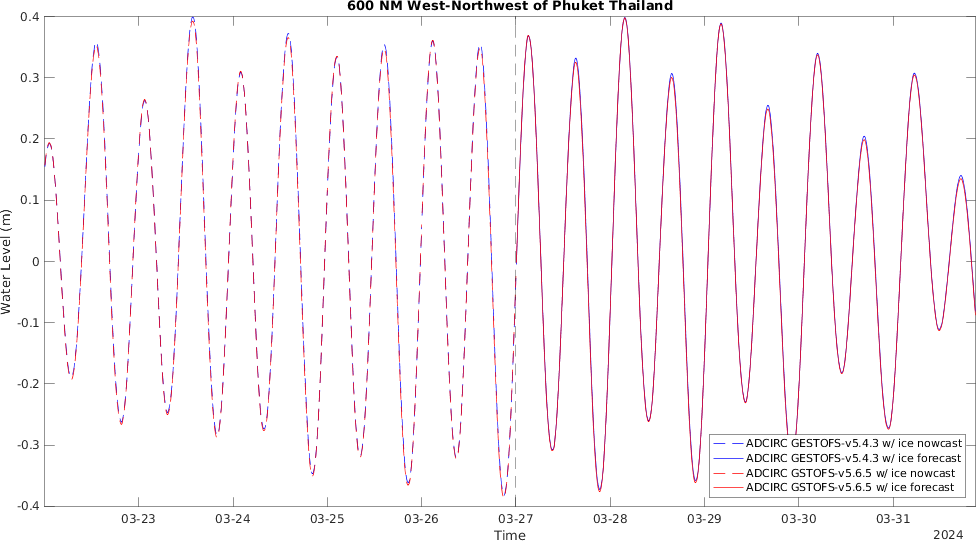 600 NM West-Northwest of Phuket Thailand
0.4
0.3
0.2
0.1
0
-0.1
-0.2
-0.3
-0.4
Water Level (m)
ADCIRC GESTOFS-v5.4.3 w/ ice nowcast
ADCIRC GESTOFS-v5.4.3 w/ ice forecast
ADCIRC GSTOFS-v5.6.5 w/ ice nowcast
ADCIRC GSTOFS-v5.6.5 w/ ice forecast
03-23 03-24 03-25 03-26 03-27 03-28 03-29 03-30 03-31
Time
2024